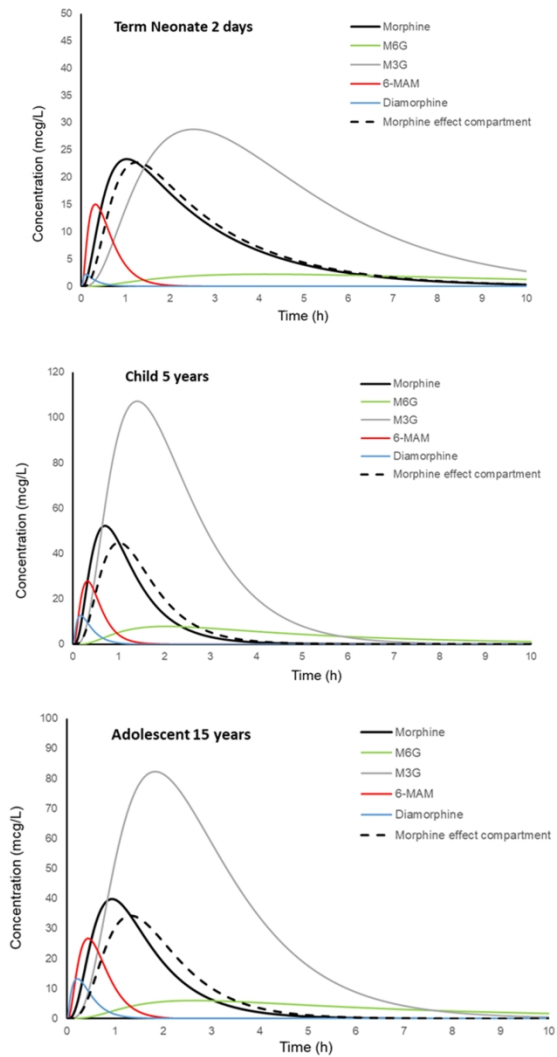 Term Neonate 2 days
Morphine
M6G
M3G
6-MAM
Diamorphine
Morphine effect compartment
50
45
40
35
30
25
20
15
10
5
0
Concentration (mcg/L)
0 1 2 3 4 5 6 7 8 9 10
Time (h)
Child 5 years
Morphine
M6G
M3G
6-MAM
Diamorphine
Morphine effect compartment
120
100
80
60
40
20
0
Concentration (mcg/L)
0 1 2 3 4 5 6 7 8 9 10
Time (h)
Adolescent 15 years
Morphine
M6G
M3G
6-MAM
Diamorphine
Morphine effect compartment
100
90
80
70
60
50
40
30
20
10
0
Concentration (mcg/L)
0 1 2 3 4 5 6 7 8 9 10
Time (h)